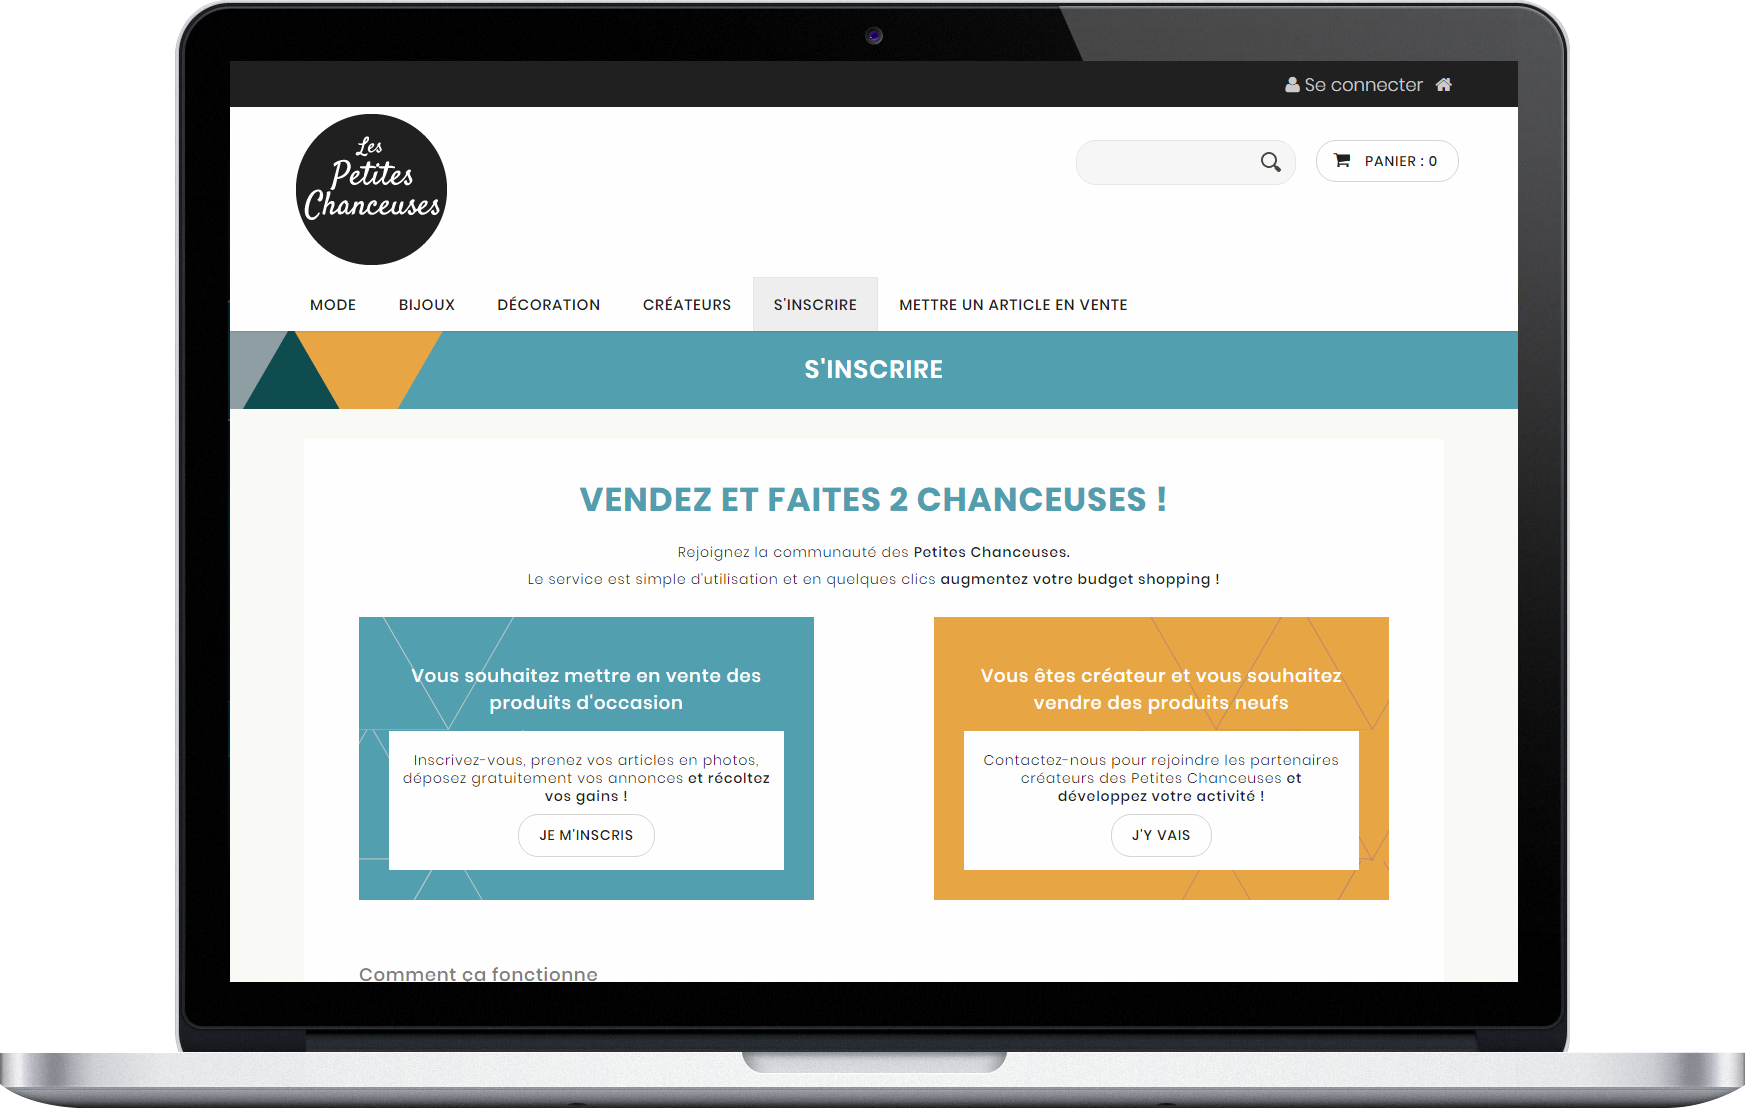 Se connecter
Les
Petites
Chanceuses
PANIER : 0
MODE BIJOUX DÉCORATION CRÉATEURS S'INSCRIRE METTRE UN ARTICLE EN VENTE
S'INSCRIRE
VENDEZ ET FAITES 2 CHANCEUSES !
Rejoignez la communauté des Petites Chanceuses.
Le service est simple d'utilisation et en quelques clics augmentez votre budget shopping !
Vous souhaitez mettre en vente des
produits d'occasion
Inscrivez-vous, prenez vos articles en photos,
déposez gratuitement vos annonces et récoltez
vos gains !
JE M'INSCRIS
Vous êtes créateur et vous souhaitez
vendre des produits neufs
Contactez-nous pour rejoindre les partenaires
créateurs des Petites Chanceuses et
développez votre activité !
J'Y VAIS
Comment ça fonctionne